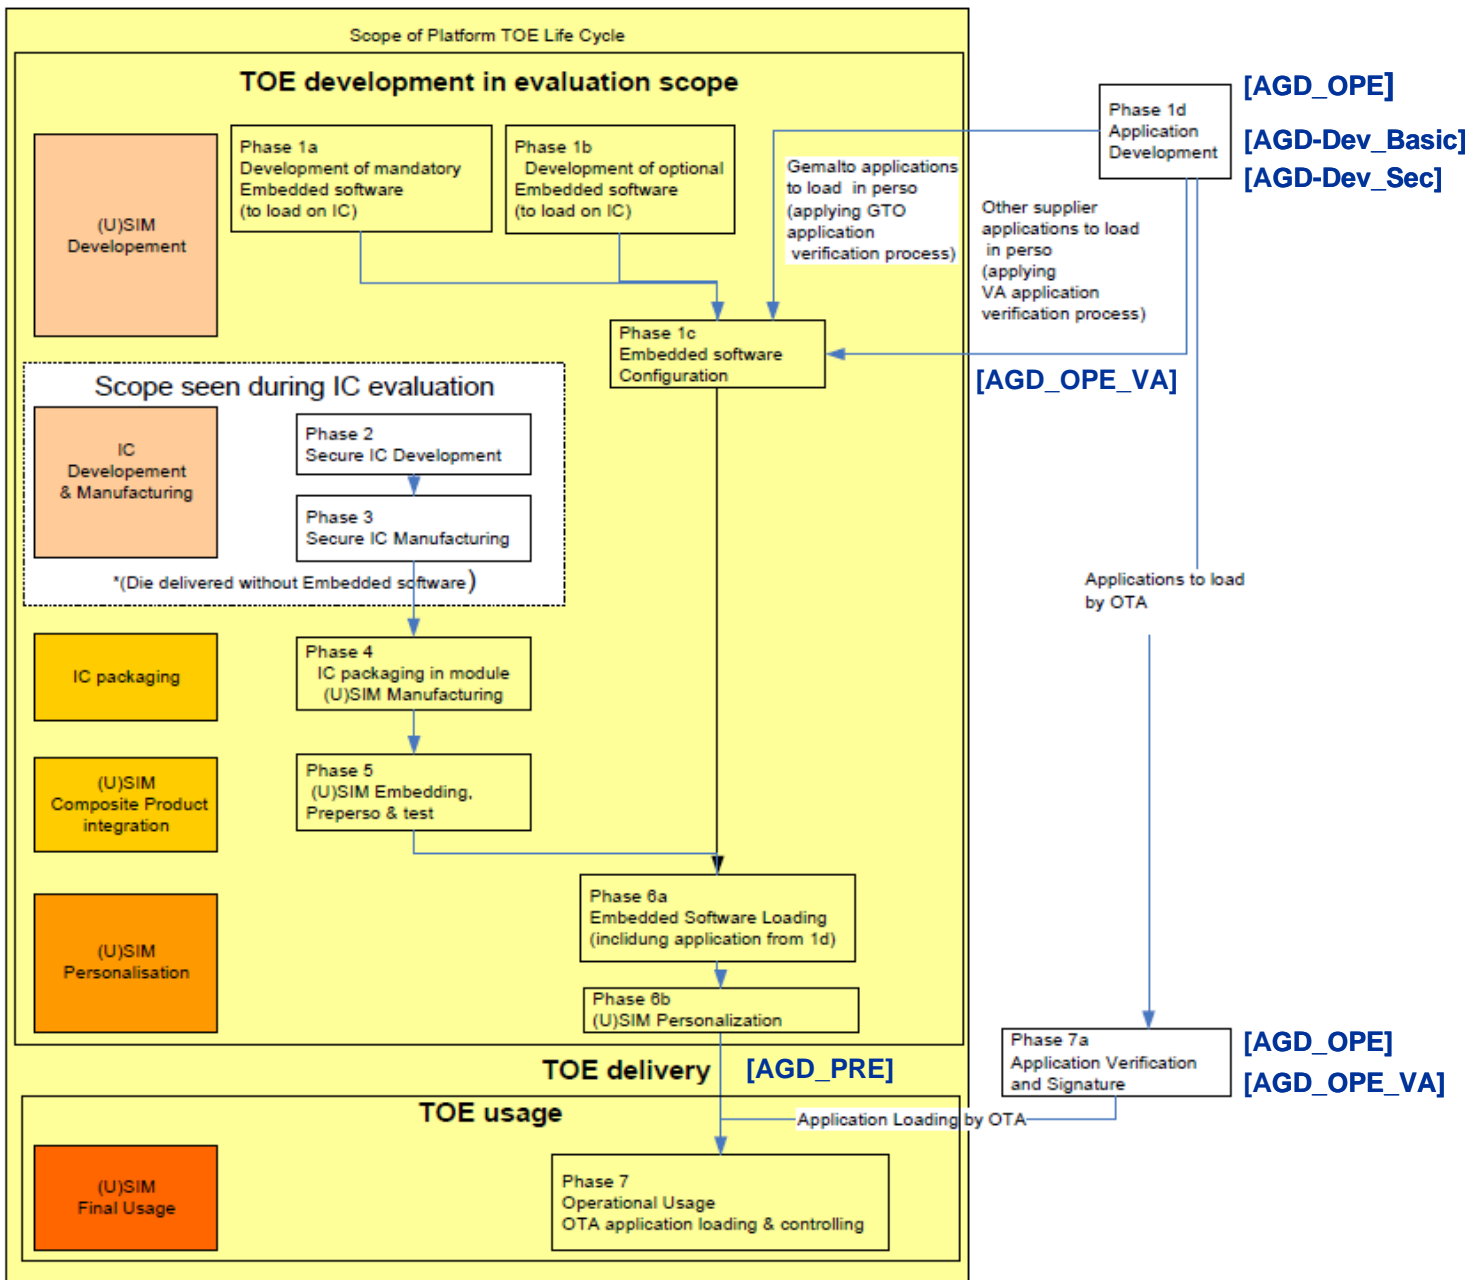 Scope of Platform TOE Life Cycle
TOE development in evaluation scope
(U)SIM
Developement
Phase 1a
Development of mandatory
Embedded software
(to load on IC)
Phase 1b
Development of optional
Embedded software
(to load on IC)
Gemalto applications
to load in perso
(applying GTO
application
verification process)
Phase 1d
Application
Development
[AGD_OPE]
[AGD-Dev_Basic]
[AGD-Dev_Sec]
Other supplier
applications to load
in perso
(applying
VA application
verification process)
Phase 1c
Embedded software
Configuration
[AGD_OPE_VA]
Scope seen during IC evaluation
IC
Developement
& Manufacturing
Phase 2
Secure IC Development
Phase 3
Secure IC Manufacturing
*(Die delivered without Embedded software)
Applications to load
by OTA
IC packaging
Phase 4
IC packaging in module
(U)SIM Manufacturing
(U)SIM
Composite Product
integration
Phase 5
(U)SIM Embedding,
Preperso & test
(U)SIM
Personalisation
Phase 6a
Embedded Software Loading
(inclidung application from 1d)
Phase 6b
(U)SIM Personalization
TOE delivery
[AGD_PRE]
Phase 7a
Application Verification
and Signature
[AGD_OPE]
[AGD_OPE_VA]
TOE usage
Application Loading by OTA
(U)SIM
Final Usage
Phase 7
Operational Usage
OTA application loading & controlling